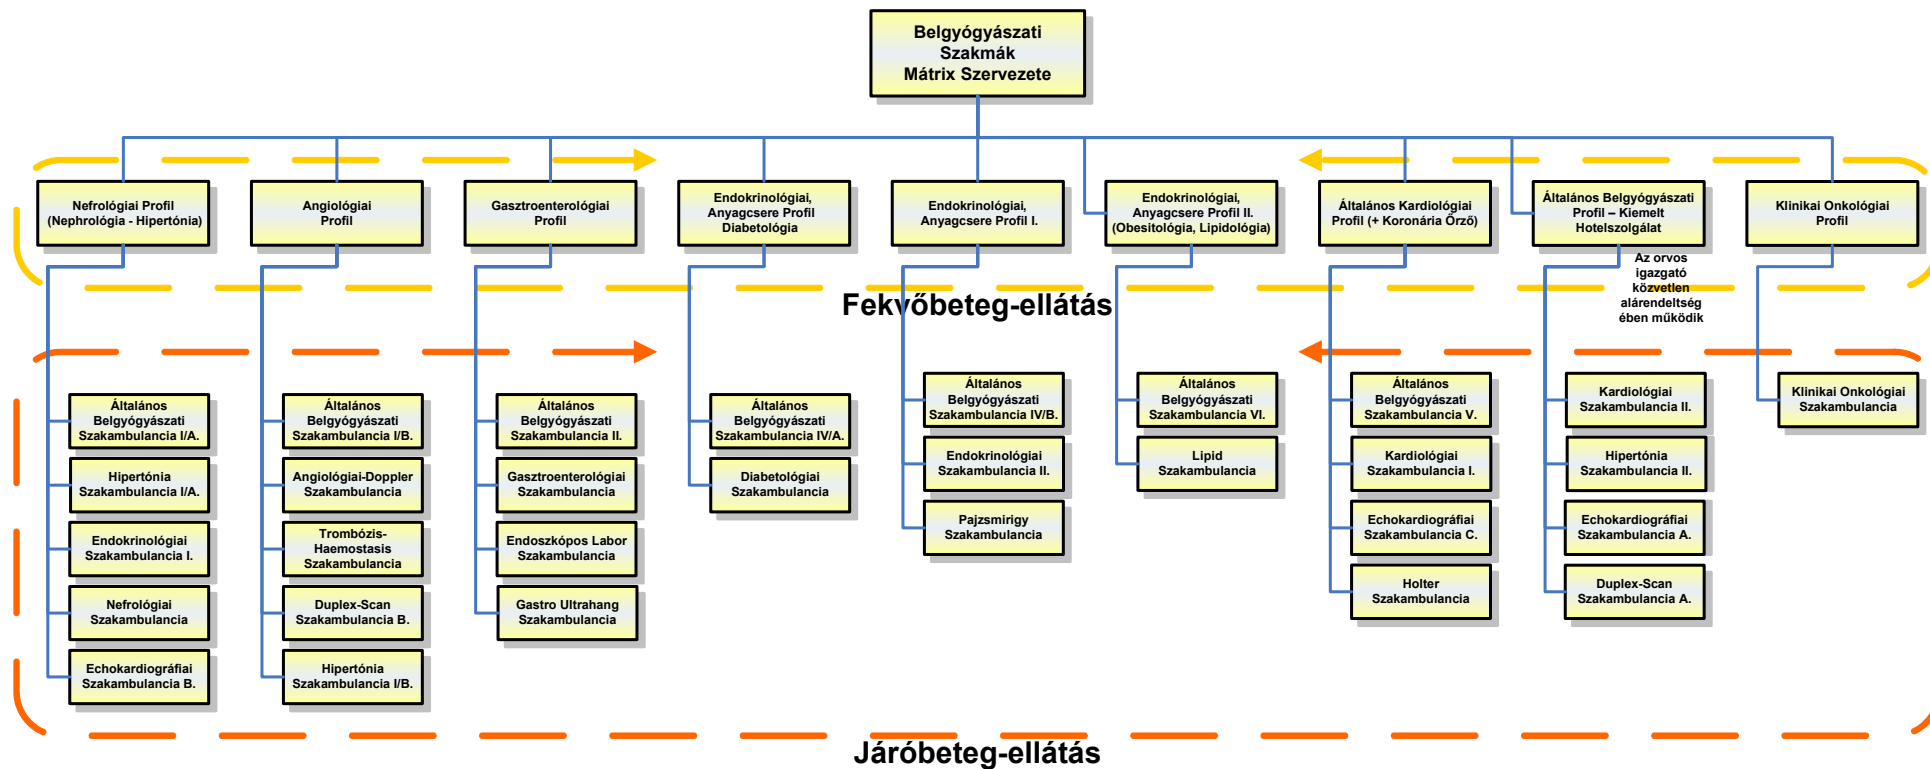 Belgyógyászati
Szakmák
Mátrix Szervezete
Nefrológiai Profil
(Nephrológia - Hipertónia)
Angiológiai
Profil
Gasztroenterológiai
Profil
Endokrinológiai,
Anyagcsere Profil
Diabetológia
Endokrinológiai,
Anyagcsere Profil I.
Endokrinológiai,
Anyagcsere Profil II.
(Obesitológia, Lipidológia)
Általános Kardiológiai
Profil (+ Koronária Őrző)
Általános Belgyógyászati
Profil – Kiemelt
Hotelszolgálat
Klinikai Onkológiai
Profil
Az orvos
igazgató
közvetlen
alárendeltség
ében működik
Fekvőbeteg-ellátás
Általános
Belgyógyászati
Szakambulancia I/A.
Hipertónia
Szakambulancia I/A.
Endokrinológiai
Szakambulancia I.
Nefrológiai
Szakambulancia
Echokardiográfiai
Szakambulancia B.
Általános
Belgyógyászati
Szakambulancia I/B.
Angiológiai-Doppler
Szakambulancia
Trombózis-
Haemostasis
Szakambulancia
Duplex-Scan
Szakambulancia B.
Hipertónia
Szakambulancia I/B.
Általános
Belgyógyászati
Szakambulancia II.
Gasztroenterológiai
Szakambulancia
Endoszkópos Labor
Szakambulancia
Gastro Ultrahang
Szakambulancia
Általános
Belgyógyászati
Szakambulancia IV/A.
Diabetológiai
Szakambulancia
Általános
Belgyógyászati
Szakambulancia IV/B.
Endokrinológiai
Szakambulancia II.
Pajzsmirigy
Szakambulancia
Általános
Belgyógyászati
Szakambulancia VI.
Lipid
Szakambulancia
Általános
Belgyógyászati
Szakambulancia V.
Kardiológiai
Szakambulancia I.
Echokardiográfiai
Szakambulancia C.
Holter
Szakambulancia
Kardiológiai
Szakambulancia II.
Hipertónia
Szakambulancia II.
Echokardiográfiai
Szakambulancia A.
Duplex-Scan
Szakambulancia A.
Klinikai Onkológiai
Szakambulancia
Járóbeteg-ellátás